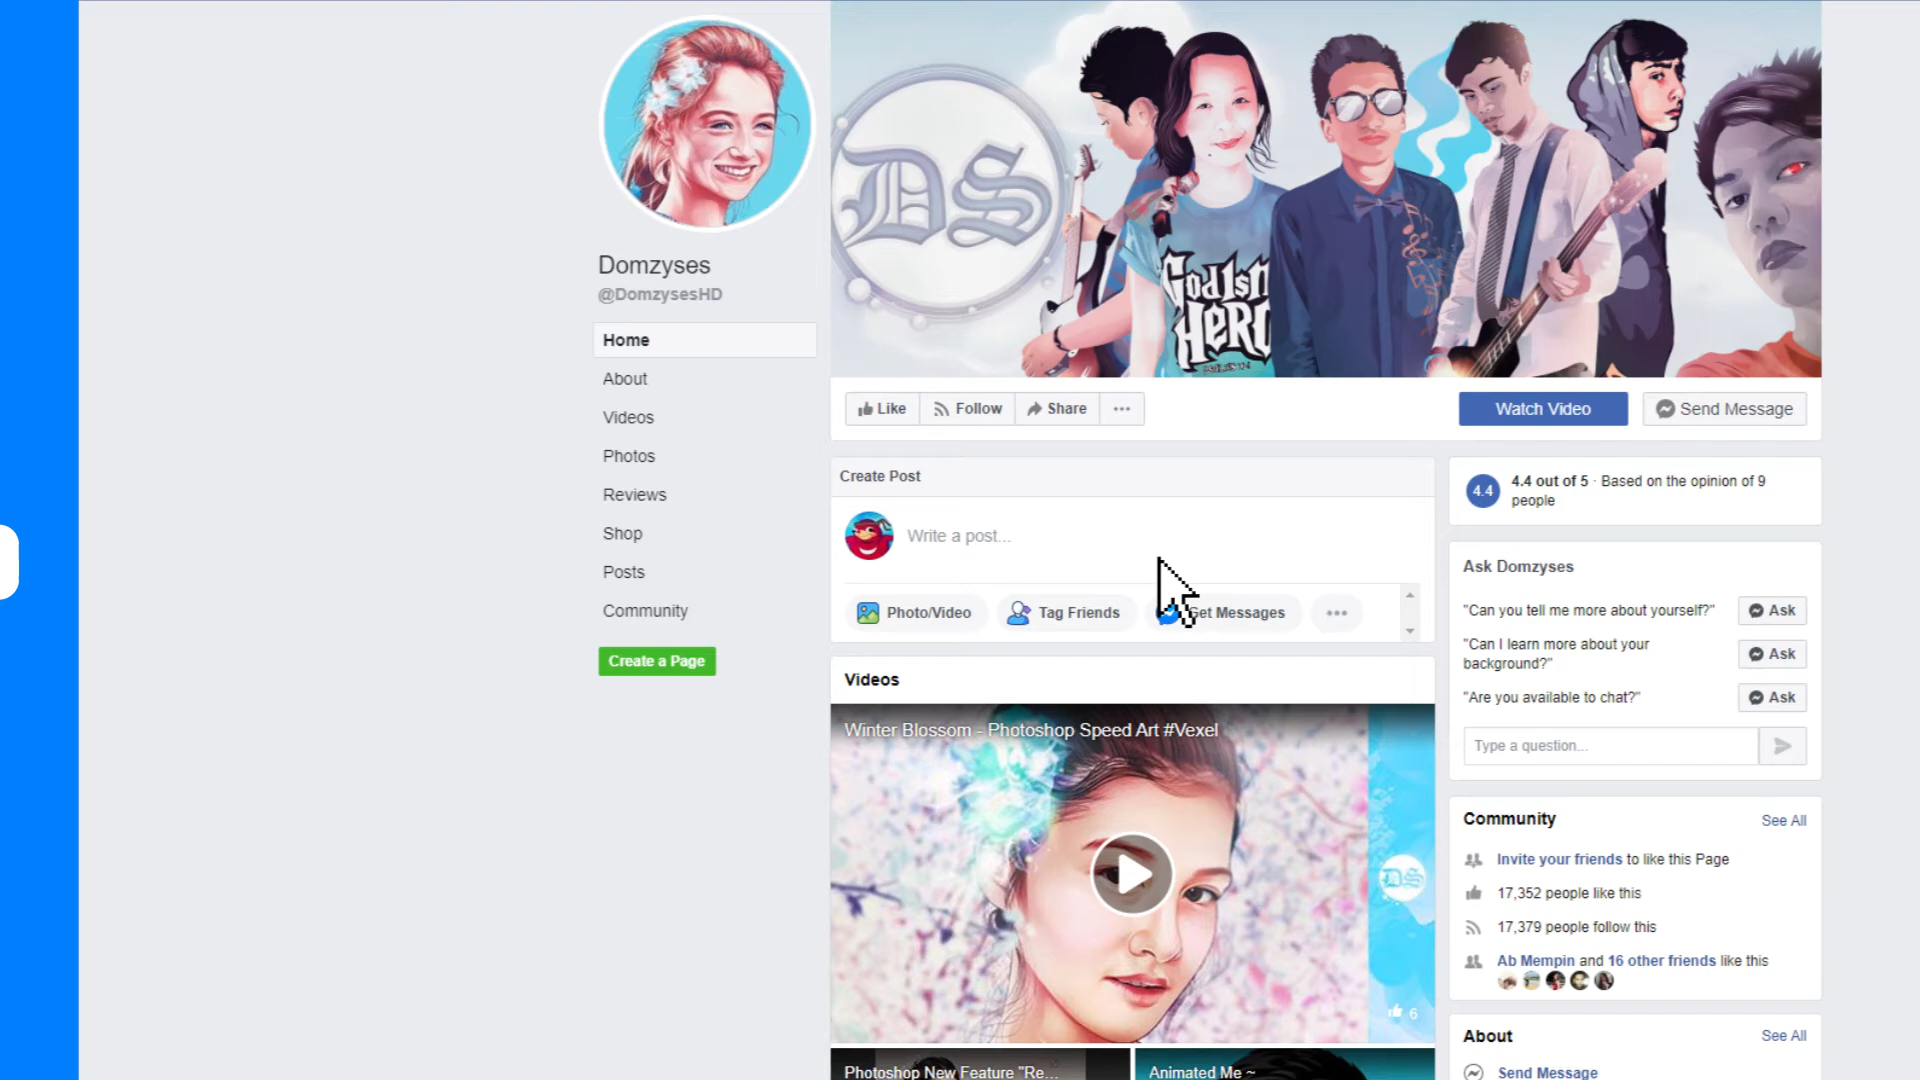 DS
GodIsm
HERO
Domzyses
@DomzysesHD
Home
About
Videos
Photos
Reviews
Shop
Posts
Community
Create a Page
Like
Follow
Share
Watch Video
Send Message
Create Post
Write a post...
Photo/Video
Tag Friends
Get Messages
Videos
Winter Blossom - Photoshop Speed Art #Vexel
DS
6
Photoshop New Feature "Re...
Animated Me ~
4.4
4.4 out of 5 · Based on the opinion of 9
people
Ask Domzyses
"Can you tell me more about yourself?"
Ask
"Can I learn more about your
background?"
Ask
"Are you available to chat?"
Ask
Type a question...
Community
See All
Invite your friends to like this Page
17,352 people like this
17,379 people follow this
Ab Mempin and 16 other friends like this
About
See All
Send Message